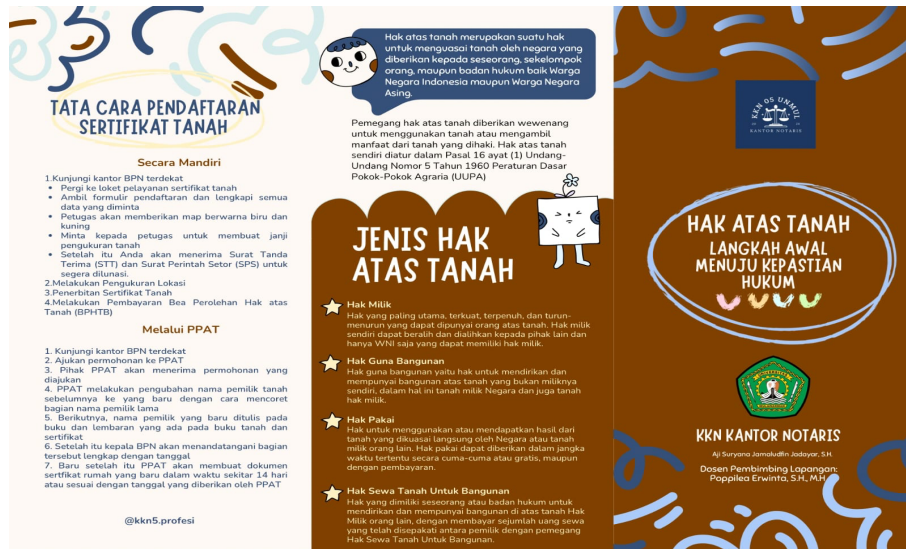 TATA CARA PENDAFTARAN
SERTIFIKAT TANAH
Secara Mandiri
1.Kunjungi kantor BPN terdekat
• Pergi ke loket pelayanan sertifikat tanah
• Ambil formulir pendaftaran dan lengkapi semua
data yang diminta
• Petugas akan memberikan map berwarna biru dan
kuning
• Minta kepada petugas untuk membuat janji
pengukuran tanah
• Setelah itu Anda akan menerima Surat Tanda
Terima (STT) dan Surat Perintah Setor (SPS) untuk
segera dilunasi.
2.Melakukan Pengukuran Lokasi
3.Penerbitan Sertifikat Tanah
4.Melakukan Pembayaran Bea Perolehan Hak atas
Tanah (BPHTB)
Melalui PPAT
1. Kunjungi kantor BPN terdekat
2. Ajukan permohonan ke PPAT
3. Pihak PPAT akan menerima permohonan yang
diajukan
4. PPAT melakukan pengubahan nama pemilik tanah
sebelumnya ke yang baru dengan cara mencoret
bagian nama pemilik lama
5. Berikutnya, nama pemilik yang baru ditulis pada
buku dan lembaran yang ada pada buku tanah dan
sertifikat
6. Setelah itu kepala BPN akan menandatangani bagian
tersebut lengkap dengan tanggal
7. Baru setelah itu PPAT akan membuat dokumen
sertfikat rumah yang baru dalam waktu sekitar 14 hari
atau sesuai dengan tanggal yang diberikan oleh PPAT
@kkn5.profesi
Hak atas tanah merupakan suatu hak
untuk menguasai tanah oleh negara yang
diberikan kepada seseorang, sekelompok
orang, maupun badan hukum baik Warga
Negara Indonesia maupun Warga Negara
Asing.
Pemegang hak atas tanah diberikan wewenang
untuk menggunakan tanah atau mengambil
manfaat dari tanah yang dihaki. Hak atas tanah
sendiri diatur dalam Pasal 16 ayat (1) Undang-
Undang Nomor 5 Tahun 1960 Peraturan Dasar
Pokok-Pokok Agraria (UUPA)
JENIS HAK
ATAS TANAH
Hak Milik
Hak yang paling utama, terkuat, terpenuh, dan turun-
menurun yang dapat dipunyai orang atas tanah. Hak milik
sendiri dapat beralih dan dialihkan kepada pihak lain dan
hanya WNI saja yang dapat memiliki hak milik.
Hak Guna Bangunan
Hak guna bangunan yaitu hak untuk mendirikan dan
mempunyai bangunan atas tanah yang bukan miliknya
sendiri, dalam hal ini tanah milik Negara dan juga tanah
hak milik.
Hak Pakai
Hak untuk menggunakan atau mendapatkan hasil dari
tanah yang dikuasai langsung oleh Negara atau tanah
milik orang lain. Hak pakai dapat diberikan dalam jangka
waktu tertentu secara cuma-cuma atau gratis, maupun
dengan pembayaran.
Hak Sewa Tanah Untuk Bangunan
Hak yang dimiliki seseorang atau badan hukum untuk
mendirikan dan mempunyai bangunan di atas tanah Hak
Milik orang lain, dengan membayar sejumlah uang sewa
yang telah disepakati antara pemilik dengan pemegang
Hak Sewa Tanah Untuk Bangunan.
KKN 05 UNMUL
KANTOR NOTARIS
HAK ATAS TANAH
LANGKAH AWAL
MENUJU KEPASTIAN
HUKUM
KKN KANTOR NOTARIS
Aji Suryana Jamoludfin Jadayar, S.H.
Dosen Pembimbing Lapangan:
Poppilea Erwinta, S.H., M.H.